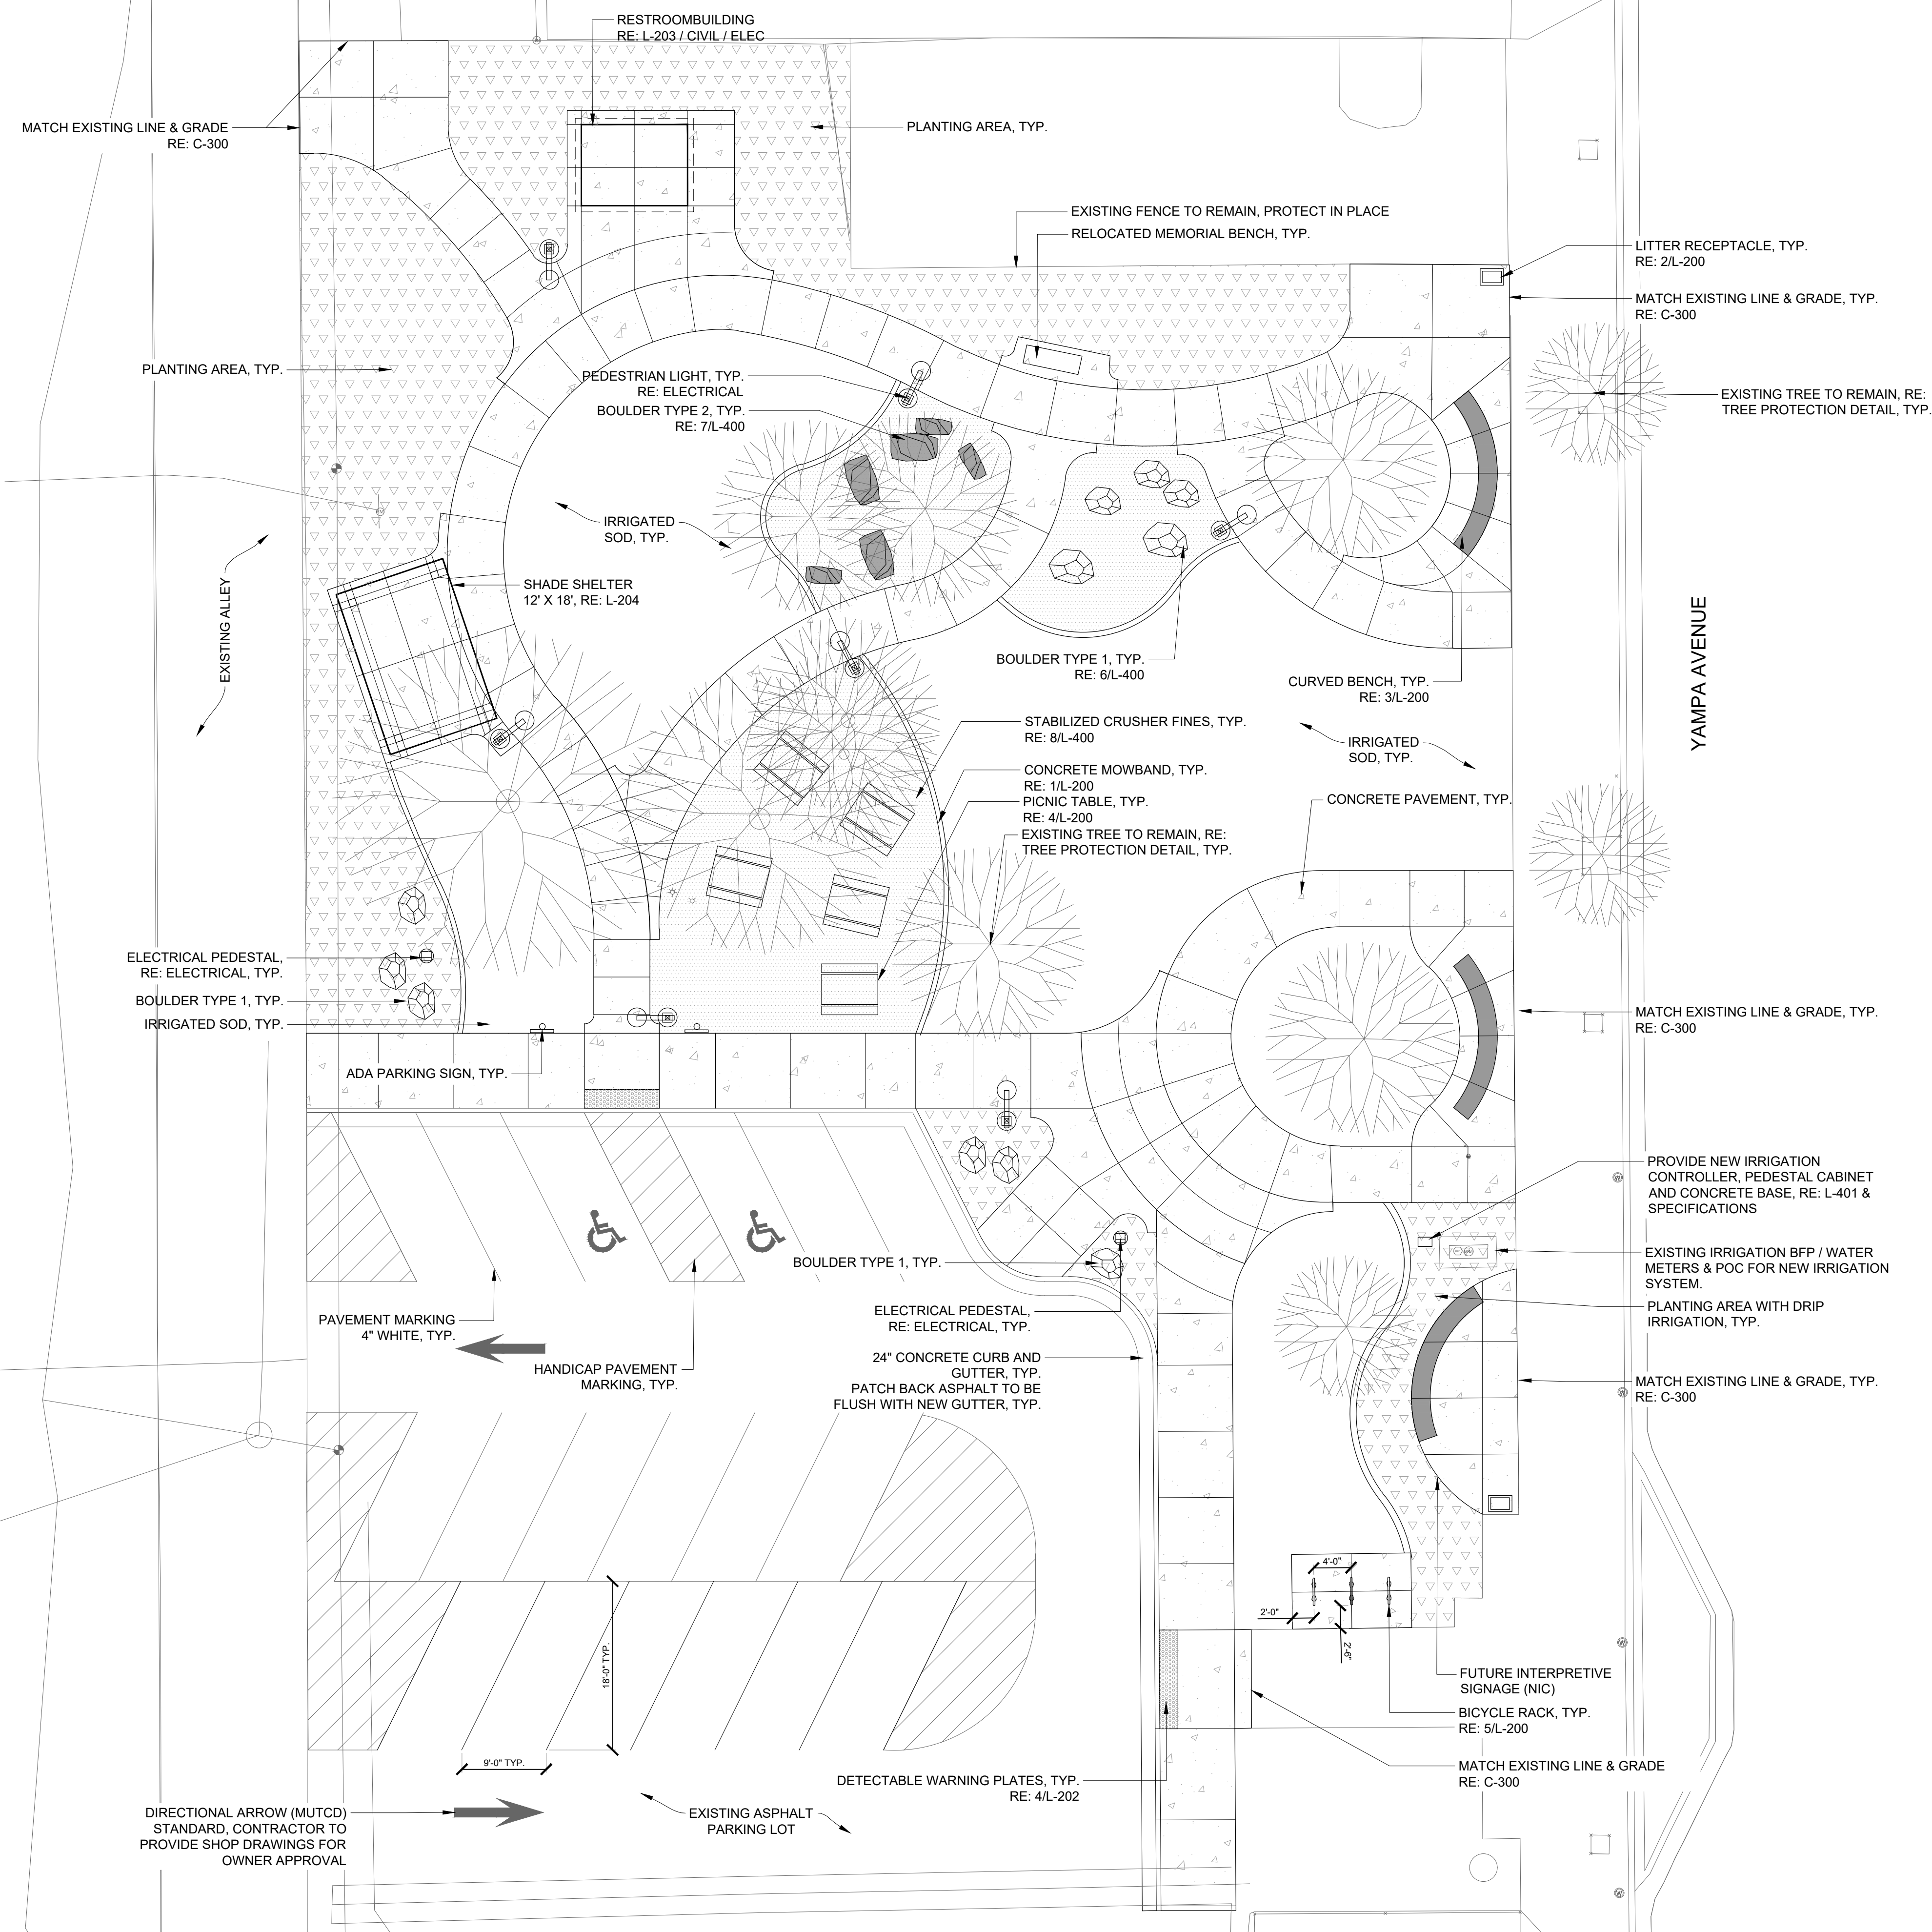 RESTROOMBUILDING
RE: L-203 / CIVIL / ELEC
MATCH EXISTING LINE & GRADE
RE: C-300
PLANTING AREA, TYP.
EXISTING FENCE TO REMAIN, PROTECT IN PLACE
RELOCATED MEMORIAL BENCH, TYP.
LITTER RECEPTACLE, TYP.
RE: 2/L-200
MATCH EXISTING LINE & GRADE, TYP.
RE: C-300
PLANTING AREA, TYP.
PEDESTRIAN LIGHT, TYP.
RE: ELECTRICAL
BOULDER TYPE 2, TYP.
RE: 7/L-400
EXISTING TREE TO REMAIN, RE:
TREE PROTECTION DETAIL, TYP.
IRRIGATED
SOD, TYP.
EXISTING ALLEY
SHADE SHELTER
12' X 18', RE: L-204
YAMPA AVENUE
BOULDER TYPE 1, TYP.
RE: 6/L-400
CURVED BENCH, TYP.
RE: 3/L-200
STABILIZED CRUSHER FINES, TYP.
RE: 8/L-400
IRRIGATED
SOD, TYP.
CONCRETE MOWBAND, TYP.
RE: 1/L-200
PICNIC TABLE, TYP.
RE: 4/L-200
CONCRETE PAVEMENT, TYP.
EXISTING TREE TO REMAIN, RE:
TREE PROTECTION DETAIL, TYP.
ELECTRICAL PEDESTAL,
RE: ELECTRICAL, TYP.
BOULDER TYPE 1, TYP.
IRRIGATED SOD, TYP.
MATCH EXISTING LINE & GRADE, TYP.
RE: C-300
ADA PARKING SIGN, TYP.
PROVIDE NEW IRRIGATION
CONTROLLER, PEDESTAL CABINET
AND CONCRETE BASE, RE: L-401 &
SPECIFICATIONS
BOULDER TYPE 1, TYP.
EXISTING IRRIGATION BFP / WATER
METERS & POC FOR NEW IRRIGATION
SYSTEM.
ELECTRICAL PEDESTAL,
RE: ELECTRICAL, TYP.
PLANTING AREA WITH DRIP
IRRIGATION, TYP.
PAVEMENT MARKING
4" WHITE, TYP.
HANDICAP PAVEMENT
MARKING, TYP.
24" CONCRETE CURB AND
GUTTER, TYP.
PATCH BACK ASPHALT TO BE
FLUSH WITH NEW GUTTER, TYP.
MATCH EXISTING LINE & GRADE, TYP.
RE: C-300
4'-0"
2'-0"
2'-6"
18'-0" TYP.
9'-0" TYP.
FUTURE INTERPRETIVE
SIGNAGE (NIC)
BICYCLE RACK, TYP.
RE: 5/L-200
MATCH EXISTING LINE & GRADE
RE: C-300
DETECTABLE WARNING PLATES, TYP.
RE: 4/L-202
DIRECTIONAL ARROW (MUTCD)
STANDARD, CONTRACTOR TO
PROVIDE SHOP DRAWINGS FOR
OWNER APPROVAL
EXISTING ASPHALT
PARKING LOT